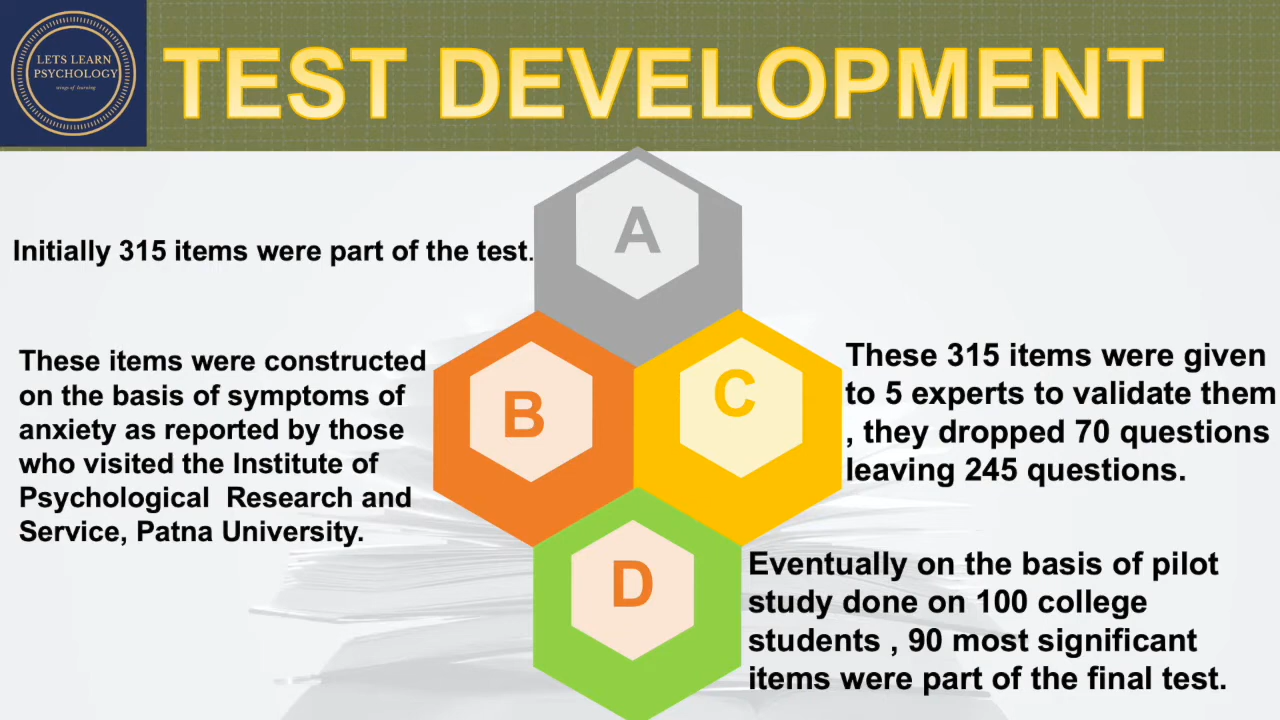 LETS LEARN
PSYCHOLOGY
wings of learning
TEST DEVELOPMENT
A
Initially 315 items were part of the test.
B
These items were constructed
on the basis of symptoms of
anxiety as reported by those
who visited the Institute of
Psychological Research and
Service, Patna University.
C
These 315 items were given
to 5 experts to validate them
, they dropped 70 questions
leaving 245 questions.
D
Eventually on the basis of pilot
study done on 100 college
students , 90 most significant
items were part of the final test.